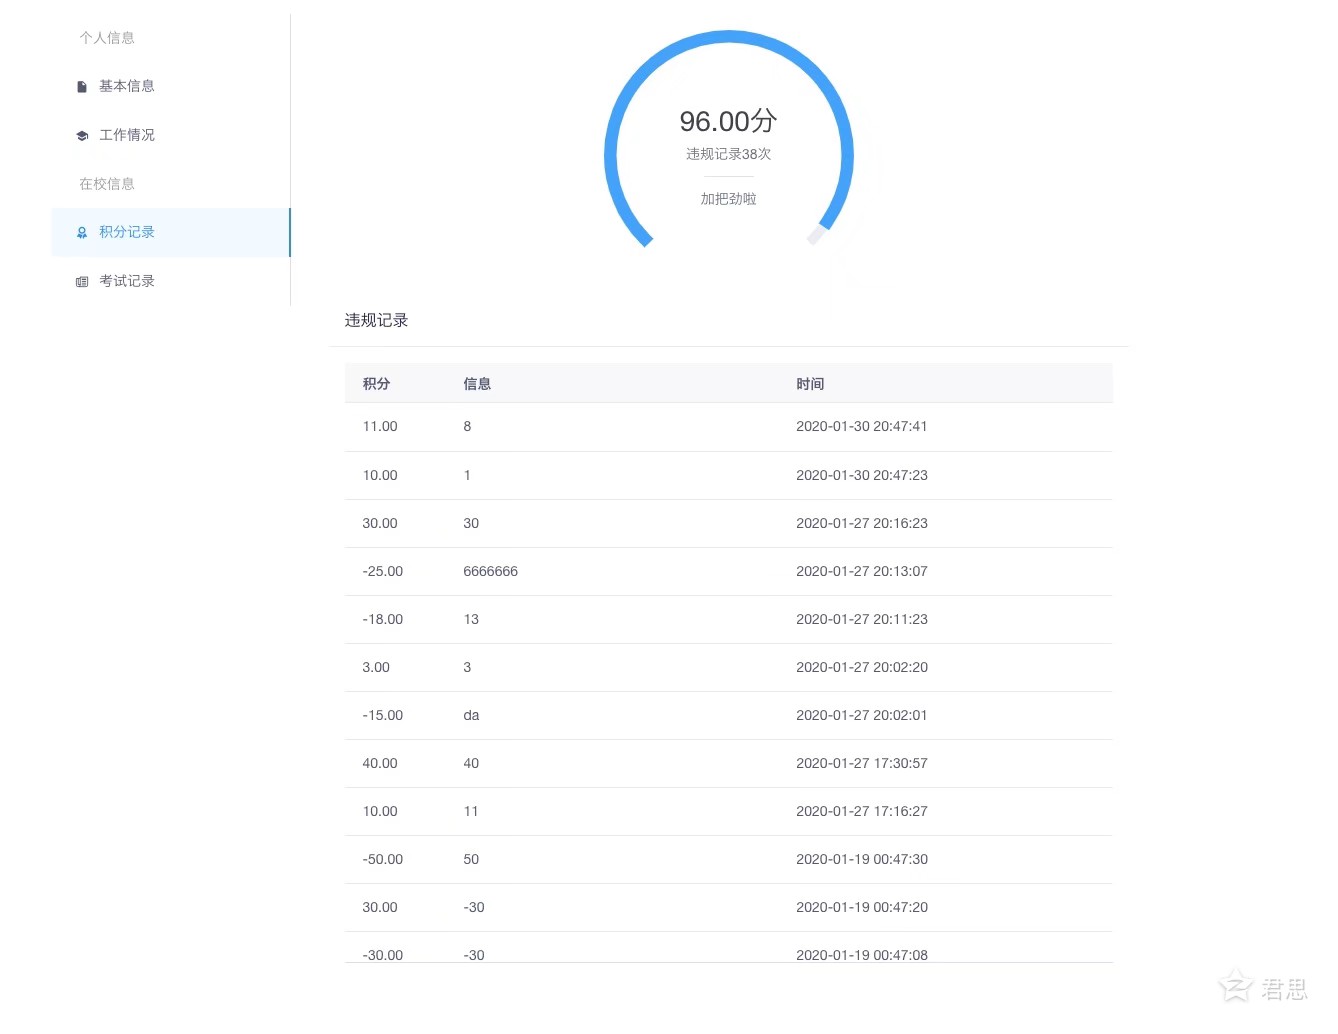 个人信息
基本信息
工作情况
在校信息
积分记录
考试记录
96.00分
违规记录38次
加把劲啦
违规记录
积分 信息 时间
11.00 8 2020-01-30 20:47:41
10.00 1 2020-01-30 20:47:23
30.00 30 2020-01-27 20:16:23
-25.00 6666666 2020-01-27 20:13:07
-18.00 13 2020-01-27 20:11:23
3.00 3 2020-01-27 20:02:20
-15.00 da 2020-01-27 20:02:01
40.00 40 2020-01-27 17:30:57
10.00 11 2020-01-27 17:16:27
-50.00 50 2020-01-19 00:47:30
30.00 -30 2020-01-19 00:47:20
-30.00 -30 2020-01-19 00:47:08
君思